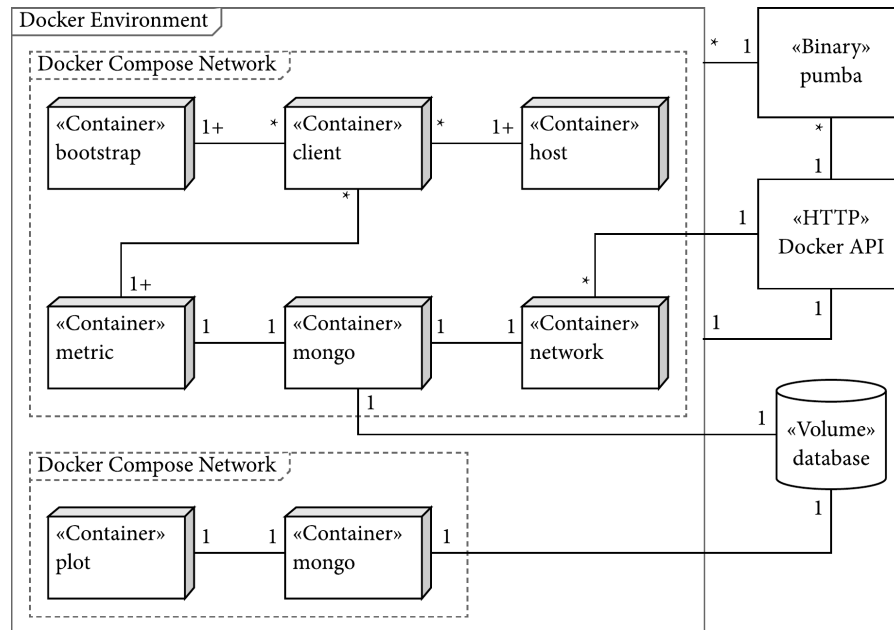 Docker Environment
Docker Compose Network
«Container»
bootstrap
1+
*
«Container»
client
*
1+
«Container»
host
*
1
«Binary»
pumba
*
1
«HTTP»
Docker API
1
1
*
1+
*
1
«Container»
metric
1
1
«Container»
mongo
1
1
«Container»
network
1
1
«Volume»
database
1
Docker Compose Network
«Container»
plot
1
1
«Container»
mongo
1